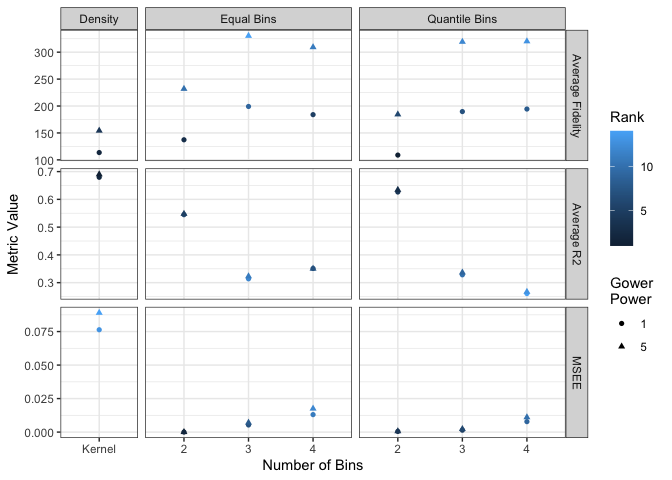 Density
Equal Bins
Quantile Bins
300
250
200
150
100
Average Fidelity
0.7
0.6
0.5
0.4
0.3
Average R2
0.075
0.050
0.025
0.000
MSEE
Kernel
2
3
4
2
3
4
Number of Bins
Metric Value
Rank
10
5
Gower
Power
1
5